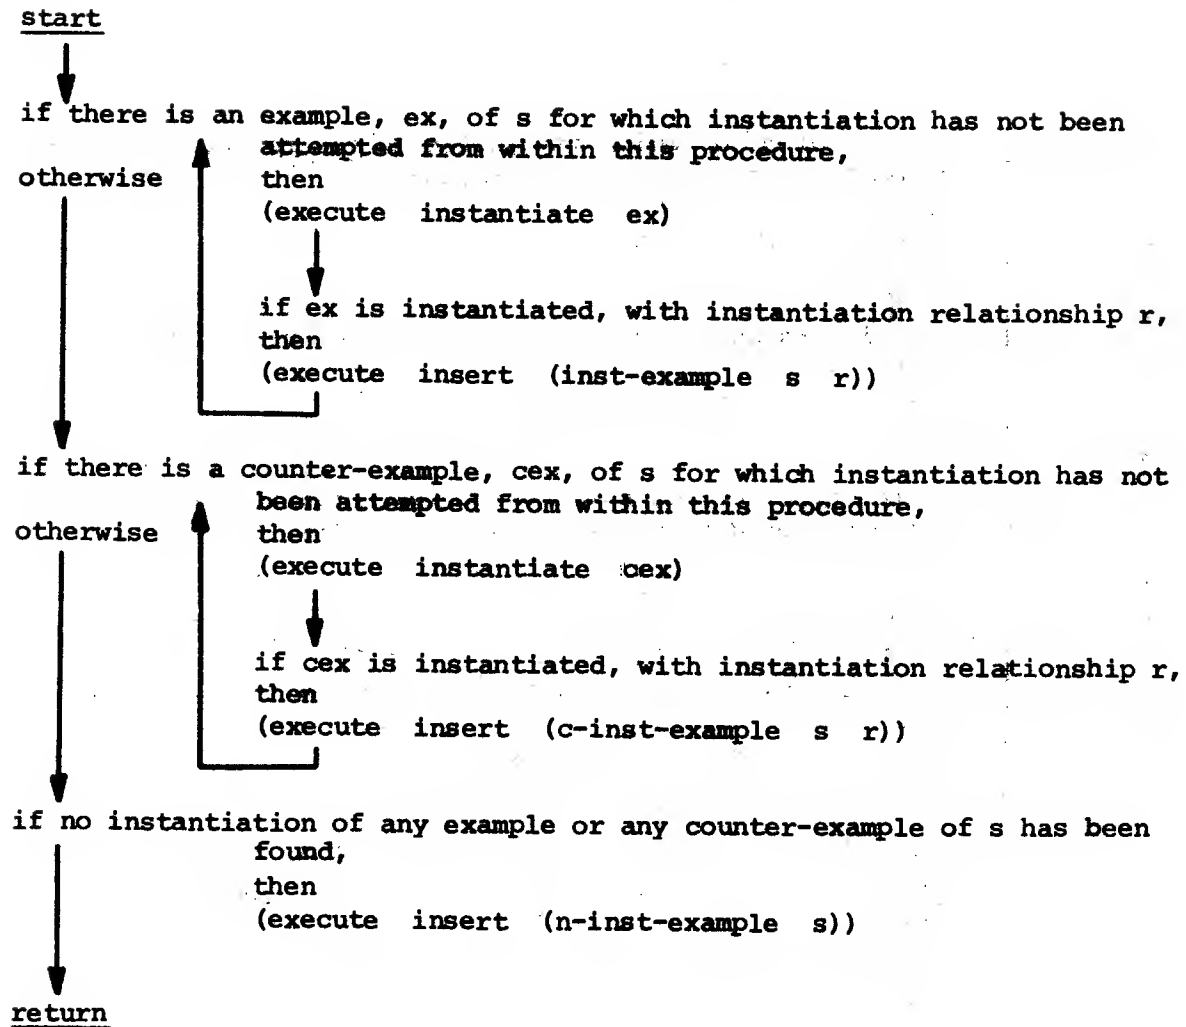 start
if there is an example, ex, of s for which instantiation has not been
attempted from within this procedure,
otherwise then
(execute instantiate ex)
if ex is instantiated, with instantiation relationship r,
then
(execute insert (inst-example s r))
if there is a counter-example, cex, of s for which instantiation has not
been attempted from within this procedure,
otherwise then
(execute instantiate cex)
if cex is instantiated, with instantiation relationship r,
then
(execute insert (c-inst-example s r))
if no instantiation of any example or any counter-example of s has been
found,
then
(execute insert (n-inst-example s))
return